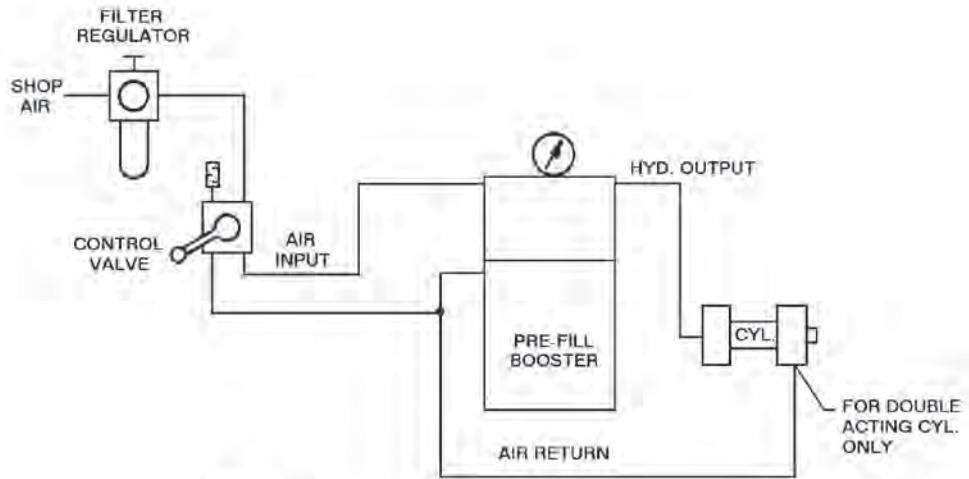 FILTER
REGULATOR
SHOP
AIR
HYD. OUTPUT
CONTROL
VALVE
AIR
INPUT
PRE-FILL
BOOSTER
CYL.
FOR DOUBLE
ACTING CYL.
ONLY
AIR RETURN